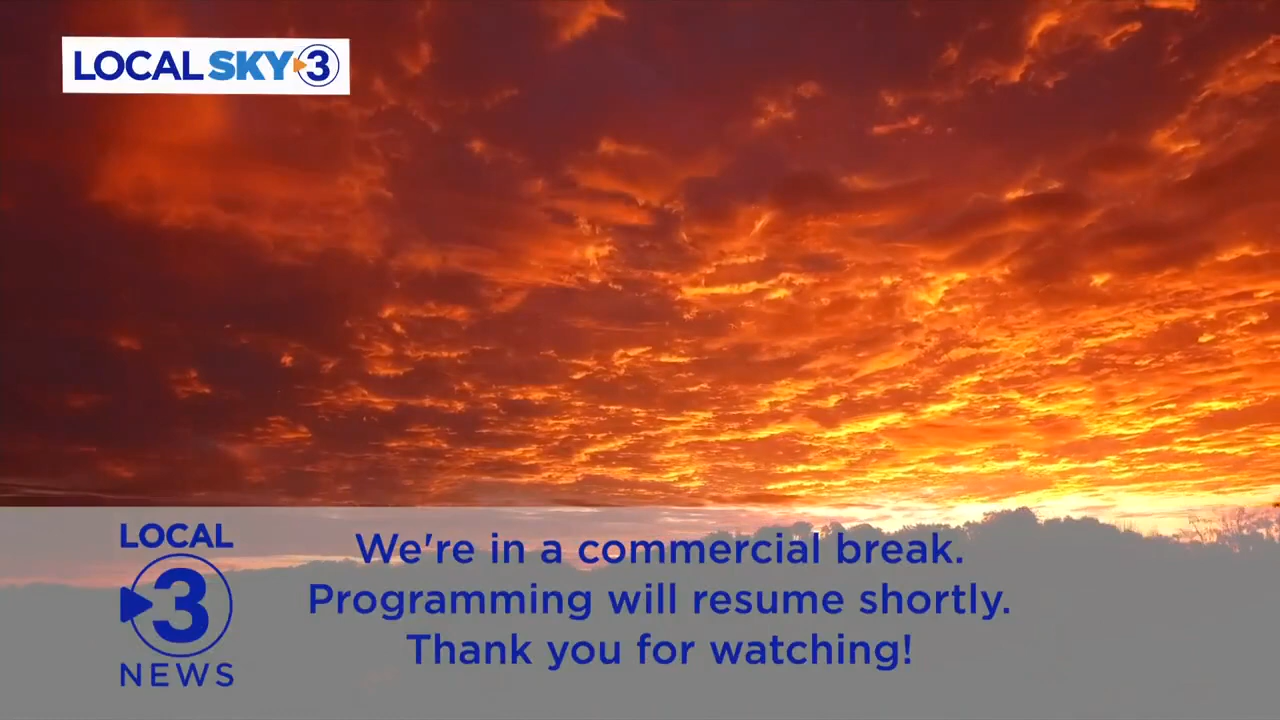 LOCAL SKY 3
We're in a commercial break.
Programming will resume shortly.
Thank you for watching!
LOCAL
3
NEWS